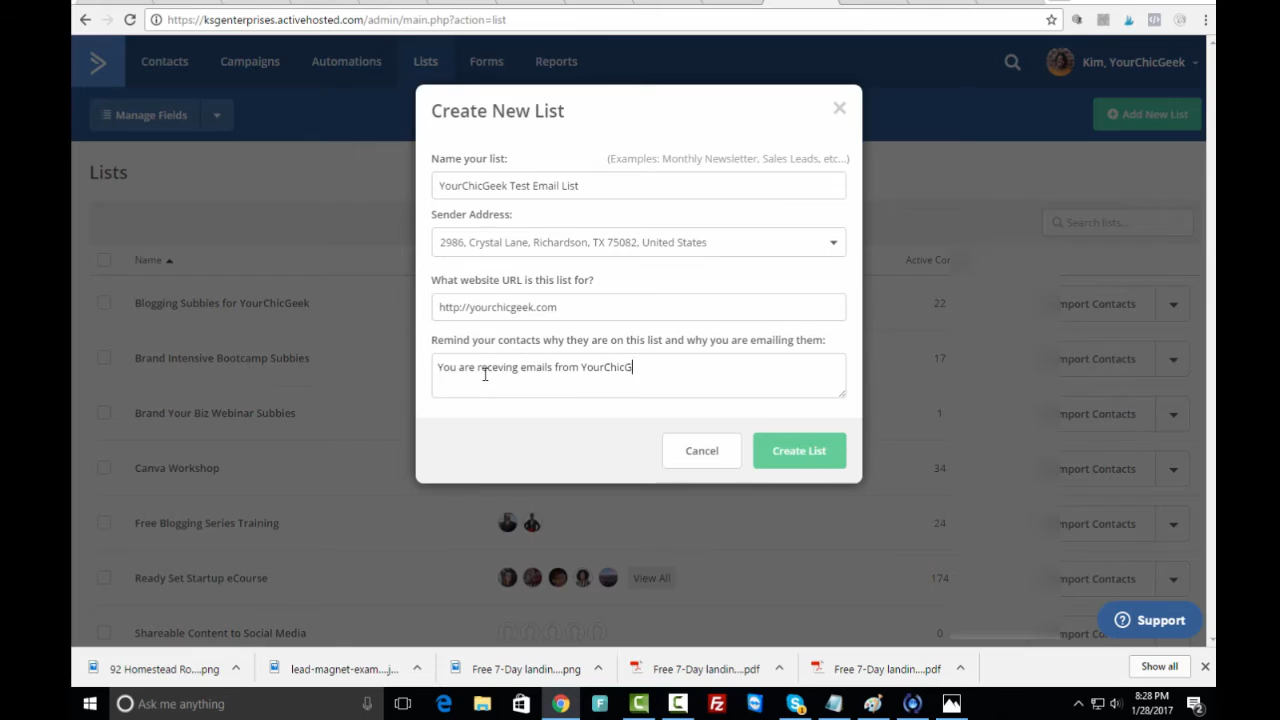 https://ksgenterprises.activehosted.com/admin/main.php?action=list
Contacts Campaigns Automations Lists Forms Reports Kim, YourChicGeek
Manage Fields Add New List
Create New List
Name your list: (Examples: Monthly Newsletter, Sales Leads, etc...)
YourChicGeek Test Email List
Sender Address:
2986, Crystal Lane, Richardson, TX 75082, United States
What website URL is this list for?
http://yourchicgeek.com
Remind your contacts why they are on this list and why you are emailing them:
You are receving emails from YourChicG
Cancel Create List
Lists
Search lists...
Name Active Cor
Blogging Subbies for YourChicGeek 22 mport Contacts
Brand Intensive Bootcamp Subbies 17 mport Contacts
Brand Your Biz Webinar Subbies 1 mport Contacts
Canva Workshop 34 mport Contacts
Free Blogging Series Training 24 mport Contacts
Ready Set Startup eCourse View All 174 mport Contacts
Shareable Content to Social Media 0 mport Contacts
Support
92 Homestead Ro....png lead-magnet-exam....j... Free 7-Day landin....png Free 7-Day landin....pdf Free 7-Day landin....pdf Show all
Ask me anything
8:28 PM
1/28/2017